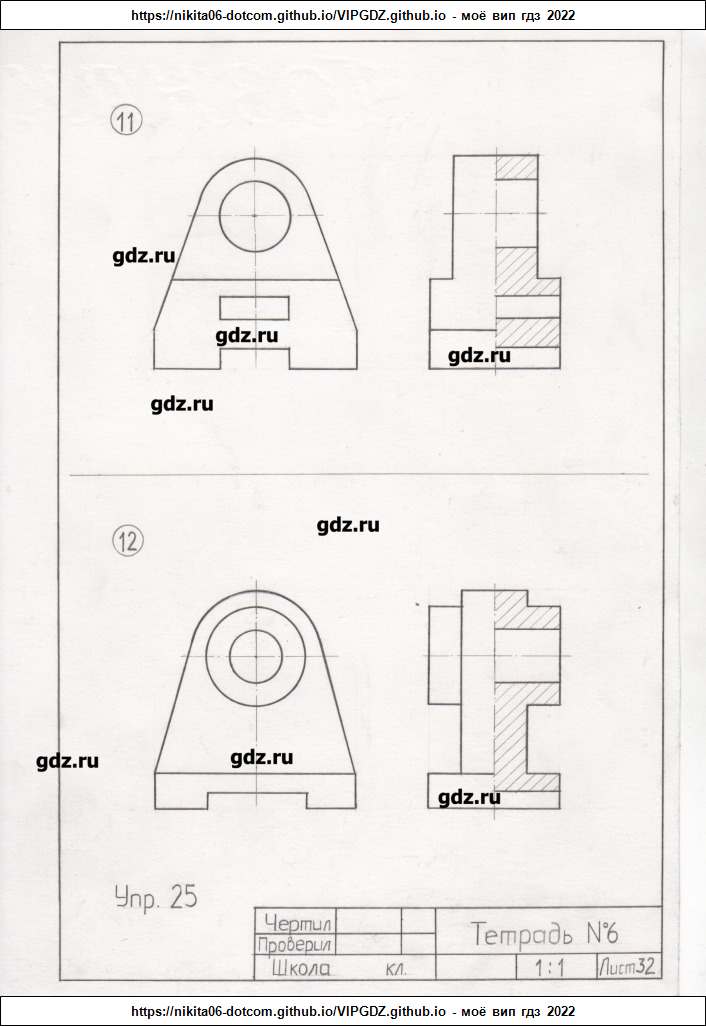 https://nikita06-dotcom.github.io/VIPGDZ.github.io - моё вип гдз 2022
11
gdz.ru
gdz.ru
gdz.ru
gdz.ru
gdz.ru
12
gdz.ru
gdz.ru
gdz.ru
Упр. 25
Чертил
Проверил
Тетрадь №6
Школа кл.
1:1
Лист 32
https://nikita06-dotcom.github.io/VIPGDZ.github.io - моё вип гдз 2022